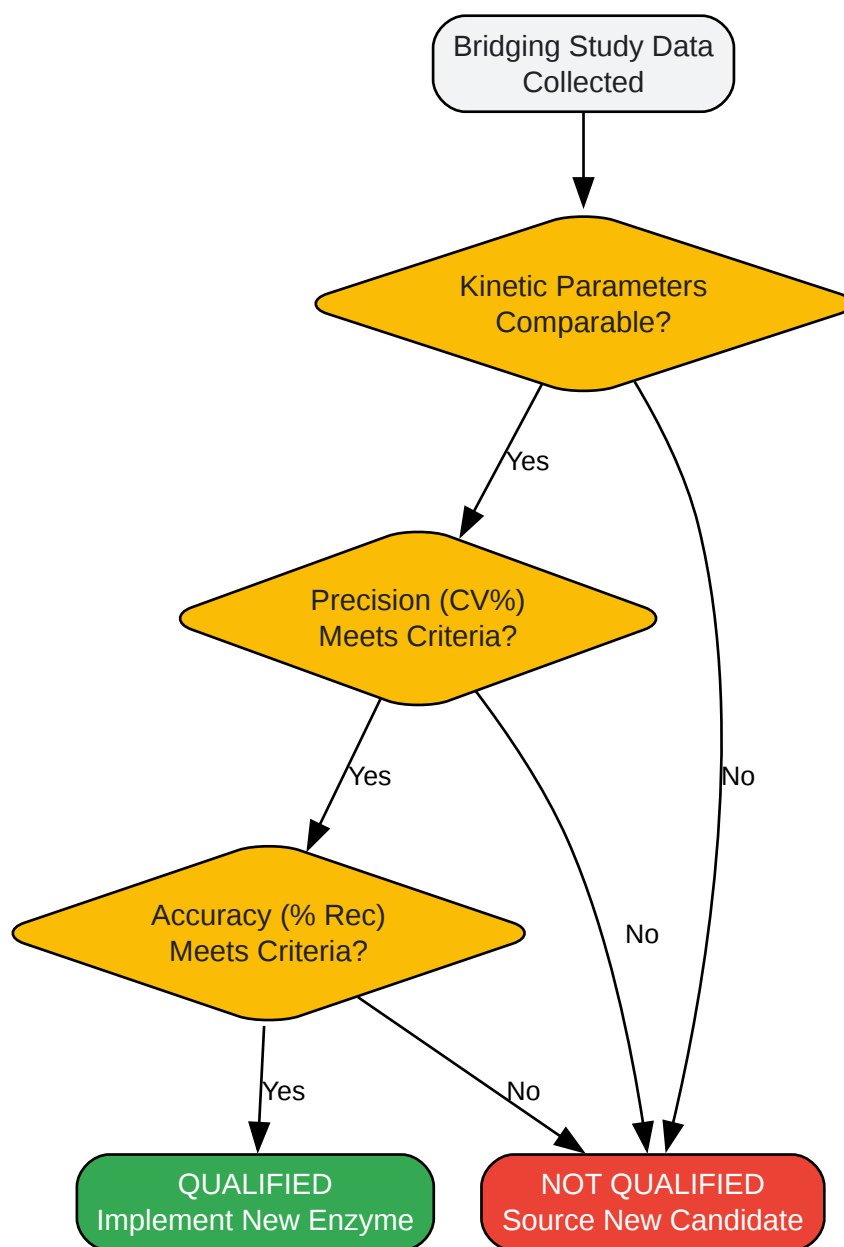 Bridging Study Data
Collected
Kinetic Parameters
Comparable?
Yes
Precision (CV%)
Meets Criteria?
Yes
No
Accuracy (% Rec)
Meets Criteria?
No
Yes
No
QUALIFIED
Implement New Enzyme
NOT QUALIFIED
Source New Candidate